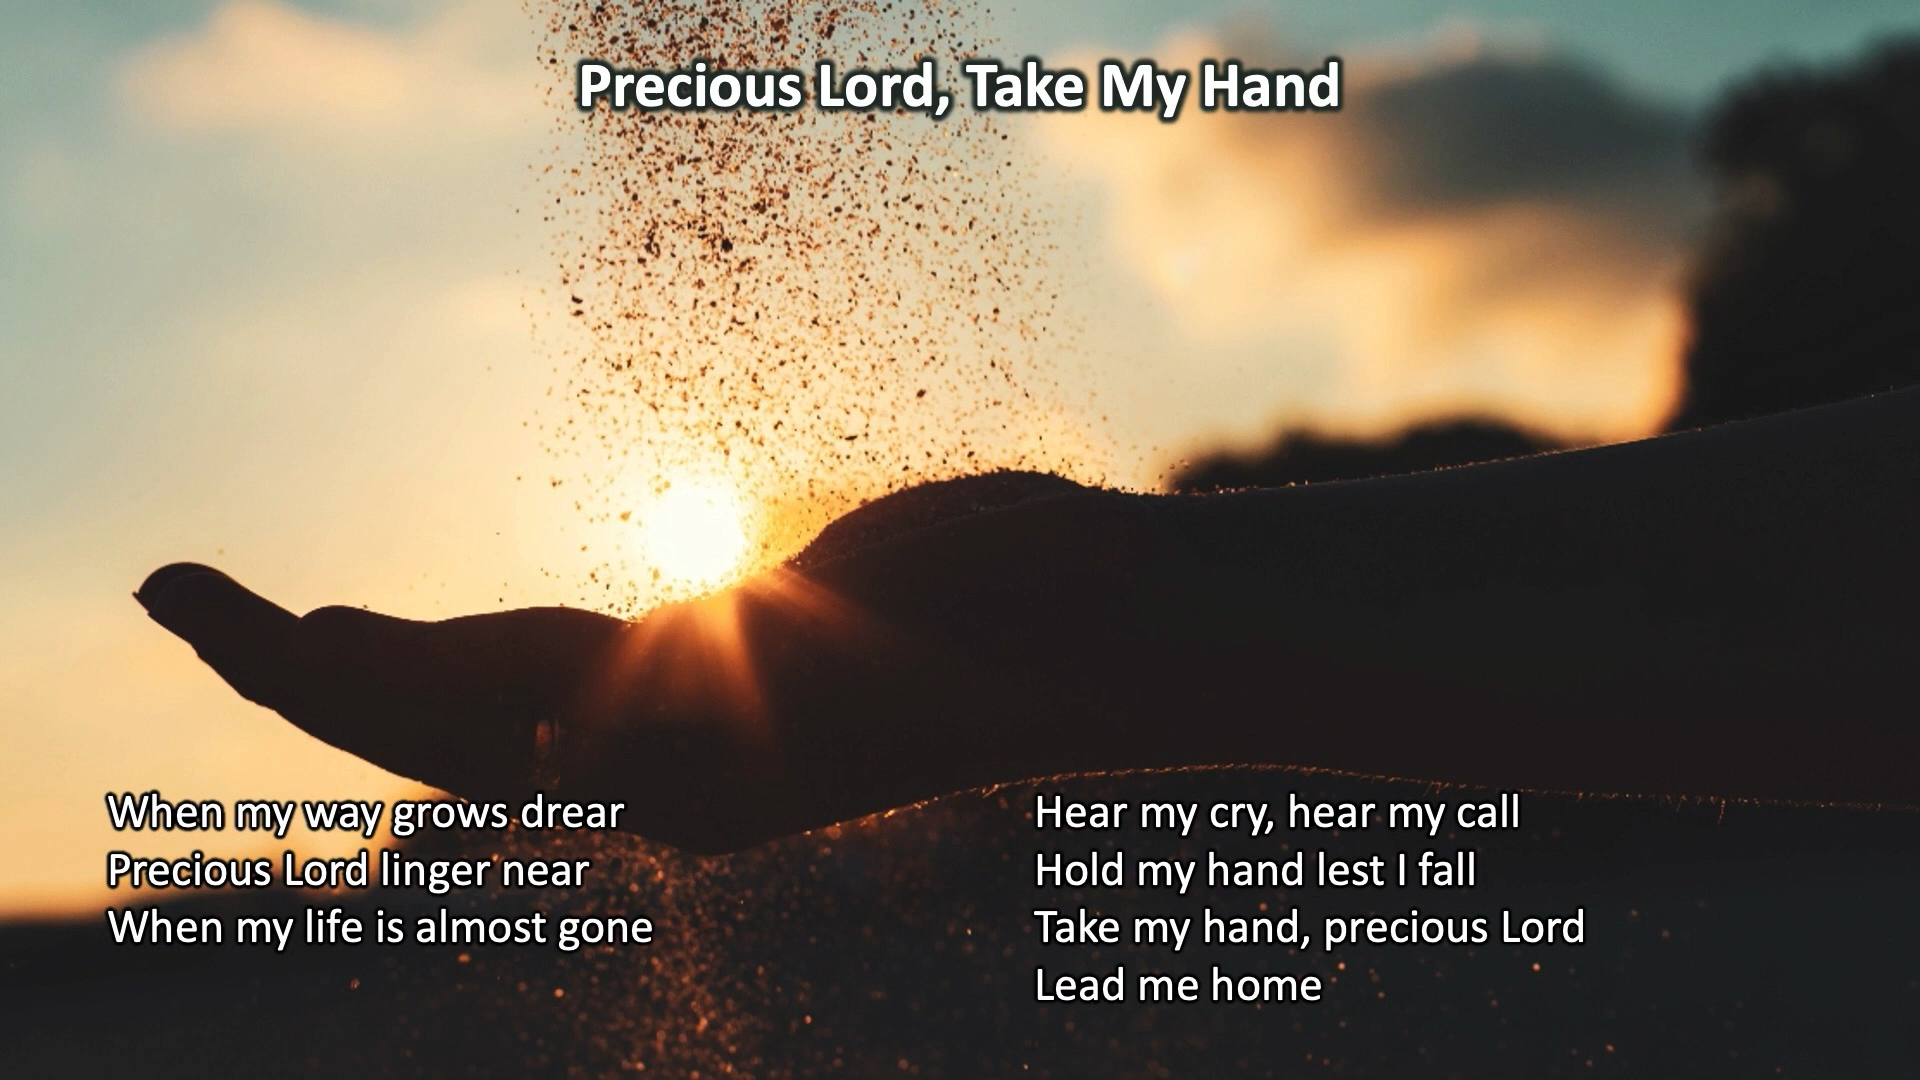 Precious Lord, Take My Hand
When my way grows drear
Precious Lord linger near
When my life is almost gone
Hear my cry, hear my call
Hold my hand lest I fall
Take my hand, precious Lord
Lead me home